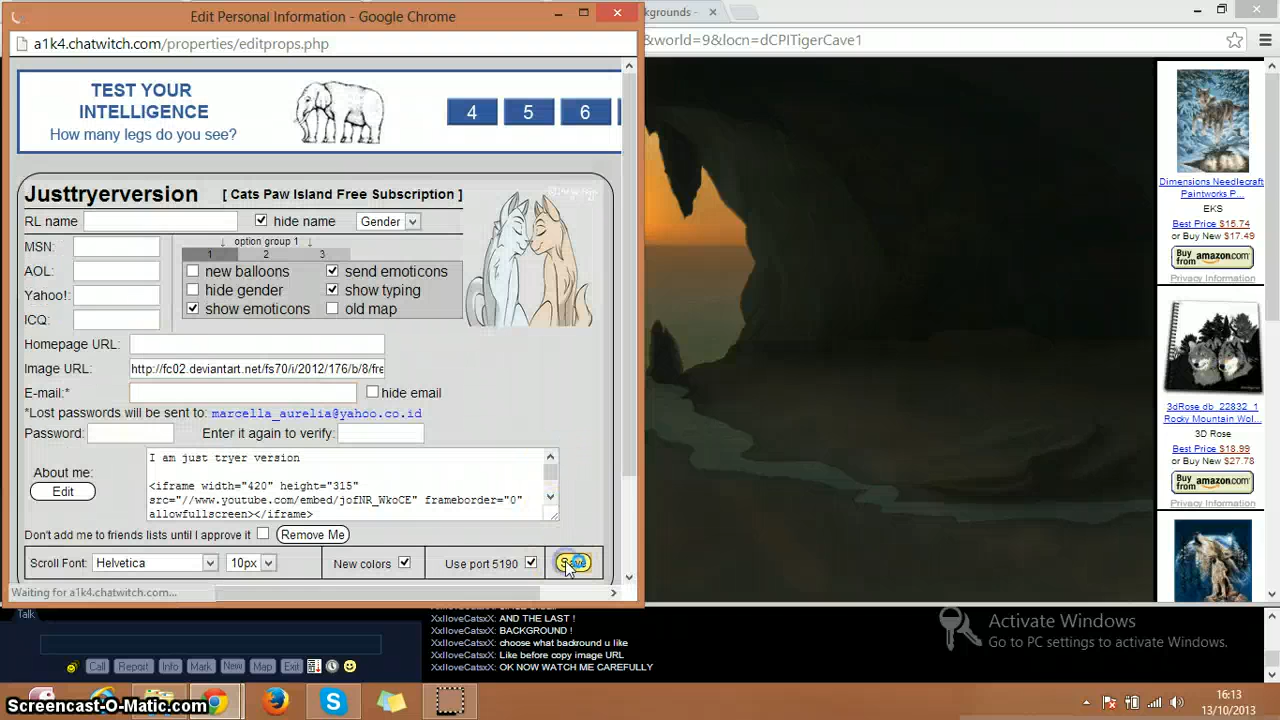 Edit Personal Information - Google Chrome
kgrounds -
a1k4.chatwitch.com/properties/editprops.php
&world=9&locn=dCPITigerCave1
TEST YOUR
INTELLIGENCE
How many legs do you see?
4 5 6
Justtryerversion [ Cats Paw Island Free Subscription ]
RL name hide name Gender
MSN:
AOL:
Yahoo!:
ICQ:
↓ option group 1 ↓
1 2 3
new balloons send emoticons
hide gender show typing
show emoticons old map
Homepage URL:
Image URL: http://fc02.deviantart.net/fs70/i/2012/176/b/8/fre
E-mail:* hide email
*Lost passwords will be sent to: marcella_aurelia@yahoo.co.id
Password: Enter it again to verify:
About me:
Edit
I am just tryer version
<iframe width="420" height="315"
src="//www.youtube.com/embed/jofNR_WkoCE" frameborder="0"
allowfullscreen></iframe>
Don't add me to friends lists until I approve it Remove Me
Scroll Font: Helvetica 10px New colors Use port 5190
Waiting for a1k4.chatwitch.com...
Dimensions Needlecraft
Paintworks P...
EKS
Best Price $15.74
or Buy New $17.49
Buy from amazon.com
Privacy Information
3dRose db_22832_1
Rocky Mountain Wol...
3D Rose
Best Price $18.99
or Buy New $27.78
Buy from amazon.com
Privacy Information
Talk
Call Report Info Mark New Map Exit
XxIloveCatsxX: AND THE LAST !
XxIloveCatsxX: BACKGROUND !
XxIloveCatsxX: choose what backround u like
XxIloveCatsxX: Like before copy image URL
XxIloveCatsxX: OK NOW WATCH ME CAREFULLY
Activate Windows
Go to PC settings to activate Windows.
Screencast-O-Matic.com
16:13
13/10/2013